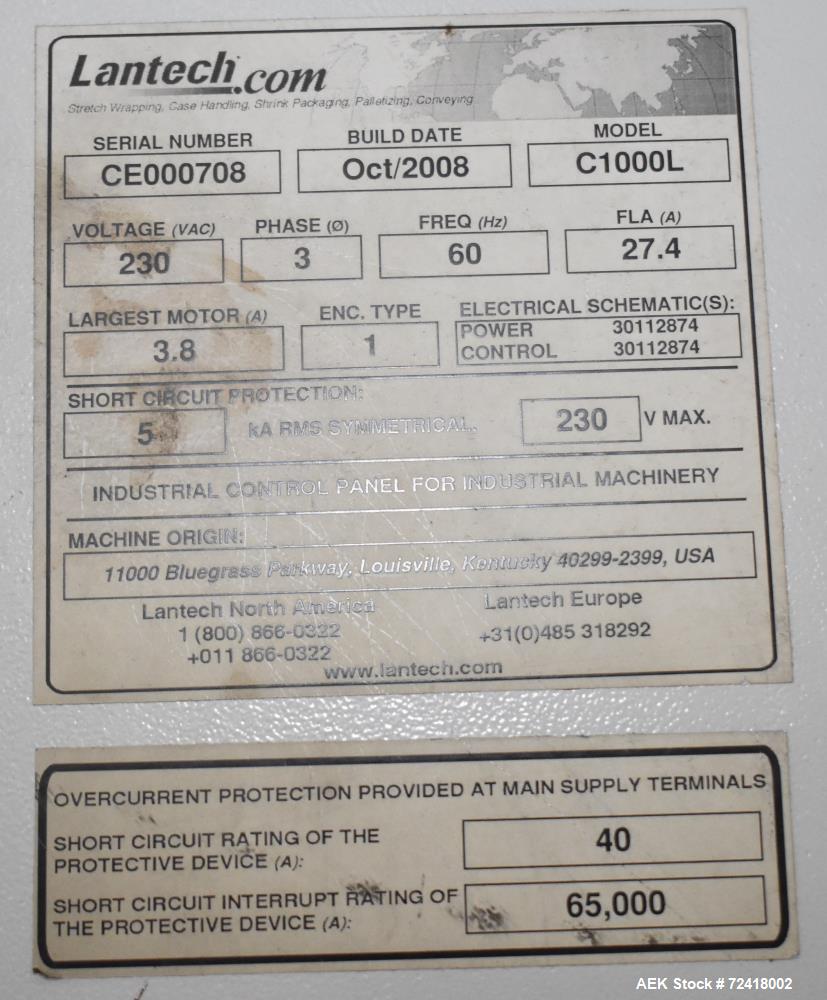 Lantech.com
Stretch Wrapping, Case Handling, Shrink Packaging, Palletizing, Conveying
SERIAL NUMBER BUILD DATE MODEL
CE000708 Oct/2008 C1000L
VOLTAGE (VAC) PHASE (Ø) FREQ (Hz) FLA (A)
230 3 60 27.4
LARGEST MOTOR (A) ENC. TYPE ELECTRICAL SCHEMATIC(S):
3.8 1 POWER 30112874
CONTROL 30112874
SHORT CIRCUIT PROTECTION:
5 kA RMS SYMMETRICAL, 230 V MAX.
INDUSTRIAL CONTROL PANEL FOR INDUSTRIAL MACHINERY
MACHINE ORIGIN:
11000 Bluegrass Parkway, Louisville, Kentucky 40299-2399, USA
Lantech North America Lantech Europe
1 (800) 866-0322 +31(0)485 318292
+011 866-0322
www.lantech.com
OVERCURRENT PROTECTION PROVIDED AT MAIN SUPPLY TERMINALS
SHORT CIRCUIT RATING OF THE
PROTECTIVE DEVICE (A): 40
SHORT CIRCUIT INTERRUPT RATING OF
THE PROTECTIVE DEVICE (A): 65,000
AEK Stock # 72418002